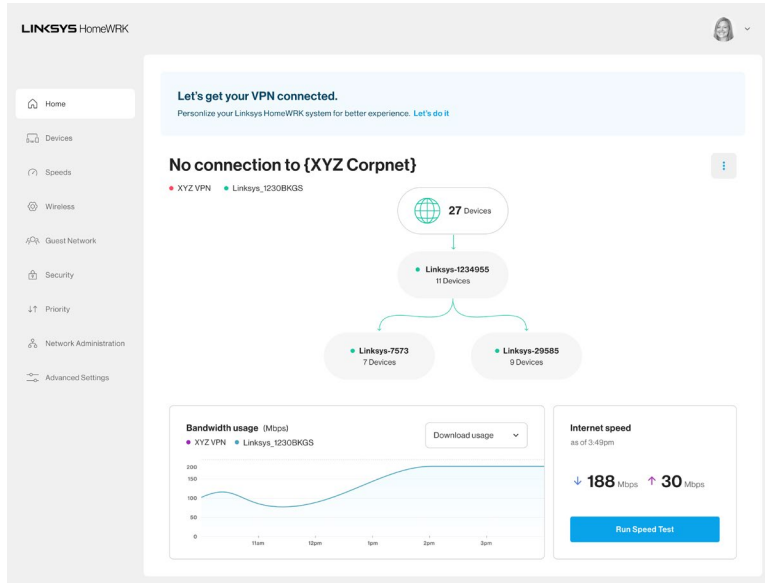 LINKSYS HomeWRK
Let's get your VPN connected.
Personlize your Linksys HomeWRK system for better experience. Let's do it
Home
Devices
Speeds
Wireless
Guest Network
Security
Priority
Network Administration
Advanced Settings
No connection to {XYZ Corpnet}
XYZ VPN Linksys_1230BKGS
27 Devices
Linksys-1234955
11 Devices
Linksys-7573
7 Devices
Linksys-29585
9 Devices
Bandwidth usage (Mbps)
XYZ VPN Linksys_1230BKGS
Download usage
200
150
100
50
0
11am 12pm 1pm 2pm 3pm
Internet speed
as of 3:49pm
188 Mbps 30 Mbps
Run Speed Test